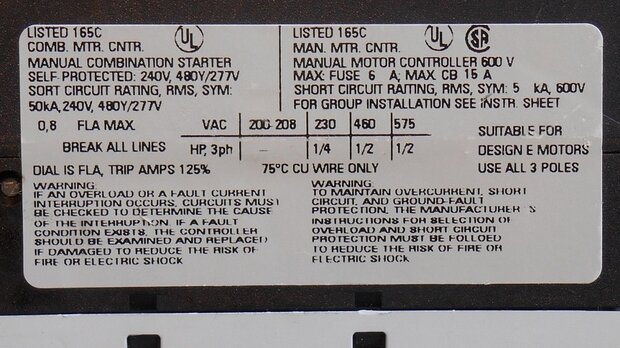 LISTED 165C UL
COMB. MTR. CNTR.
MANUAL COMBINATION STARTER
SELF-PROTECTED: 240V, 480Y/277V
SORT CIRCUIT RATING, RMS, SYM:
50kA,240V, 480Y/277V
LISTED 165C UL SA
MAN. MTR. CNTR.
MANUAL MOTOR CONTROLLER 600 V
MAX: FUSE 6 A; MAX CB 15 A
SHORT CIRCUIT RAITTING, RMS, SYM: 5 kA, 600V
FOR GROUP INSTALLATION SEE INSTR. SHEET
0,8 FLA MAX. VAC 200-208 230 460 575 SUITABLE FOR
BREAK ALL LINES HP, 3ph – 1/4 1/2 1/2 DESIGN E MOTORS
DIAL IS FLA, TRIP AMPS 125% 75°C CU WIRE ONLY USE ALL 3 POLES
WARNING:
IF AN OVERLOAD OR A FAULT CURRENT
INTERRUPTION OCCURS, CURCUITS MUST
BE CHECKED TO DETERMINE THE CAUSE
OF THE INTERRUPTION. IF A FAULT
CONDITION EXISTS. THE CONTROLLER
SHOULD BE EXAMINED AND REPLACED
IF DAMAGED TO REDUCE THE RISK OF
FIRE OR ELECTRIC SHOCK
WARNING:
TO MAINTAIN OVERCURRENT, SHORT
CIRCUIT, AND GROUND-FAULT
PROTECTION, THE MANUFACTURER'S
INSTRUCTIONS FOR SELECTION OF
OVERLOAD AND SHORT CIRCUIT
PROTECTION MUST BE FOLLOED
TO REDUCE THE RISK OF FIRE OR
ELECTRIC SHOCK